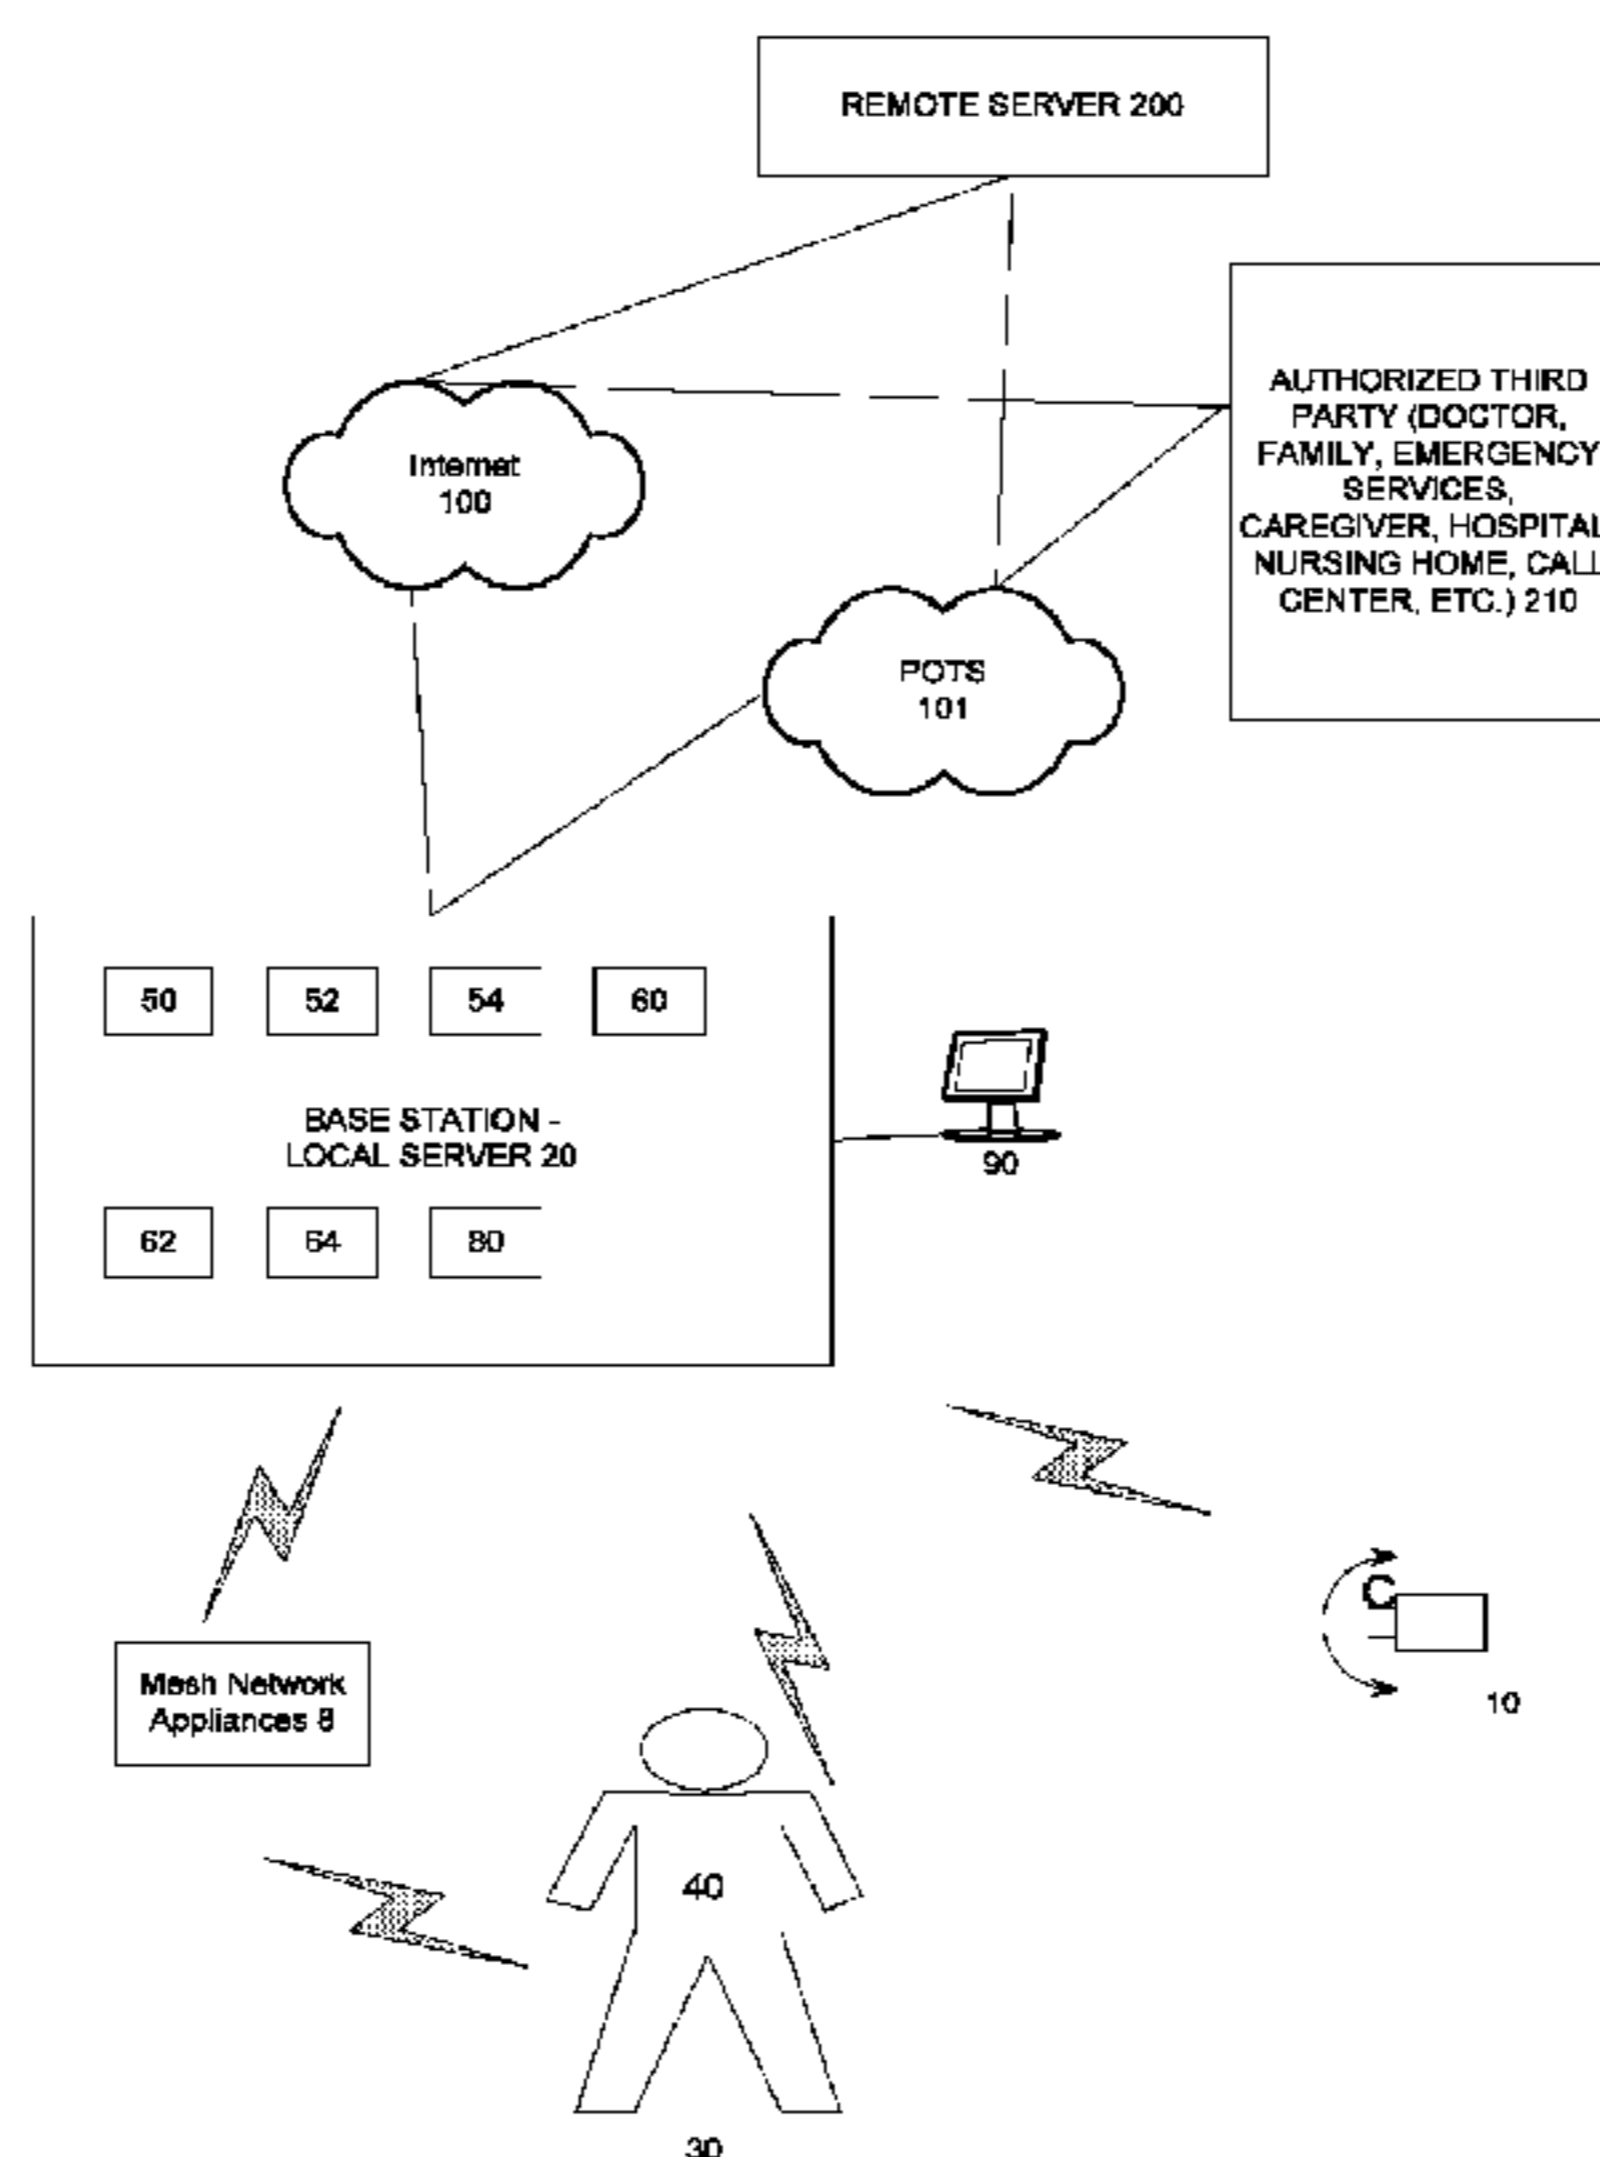 REMOTE SERVER 200
AUTHORIZED THIRD
PARTY (DOCTOR,
FAMILY, EMERGENCY
SERVICES,
CAREGIVER, HOSPITAL
NURSING HOME, CALL
CENTER, ETC.) 210
Internet
100
POTS
101
50 52 54 60
BASE STATION -
LOCAL SERVER 20
90
62 64 80
C
10
Mesh Network
Appliances 8
40
30